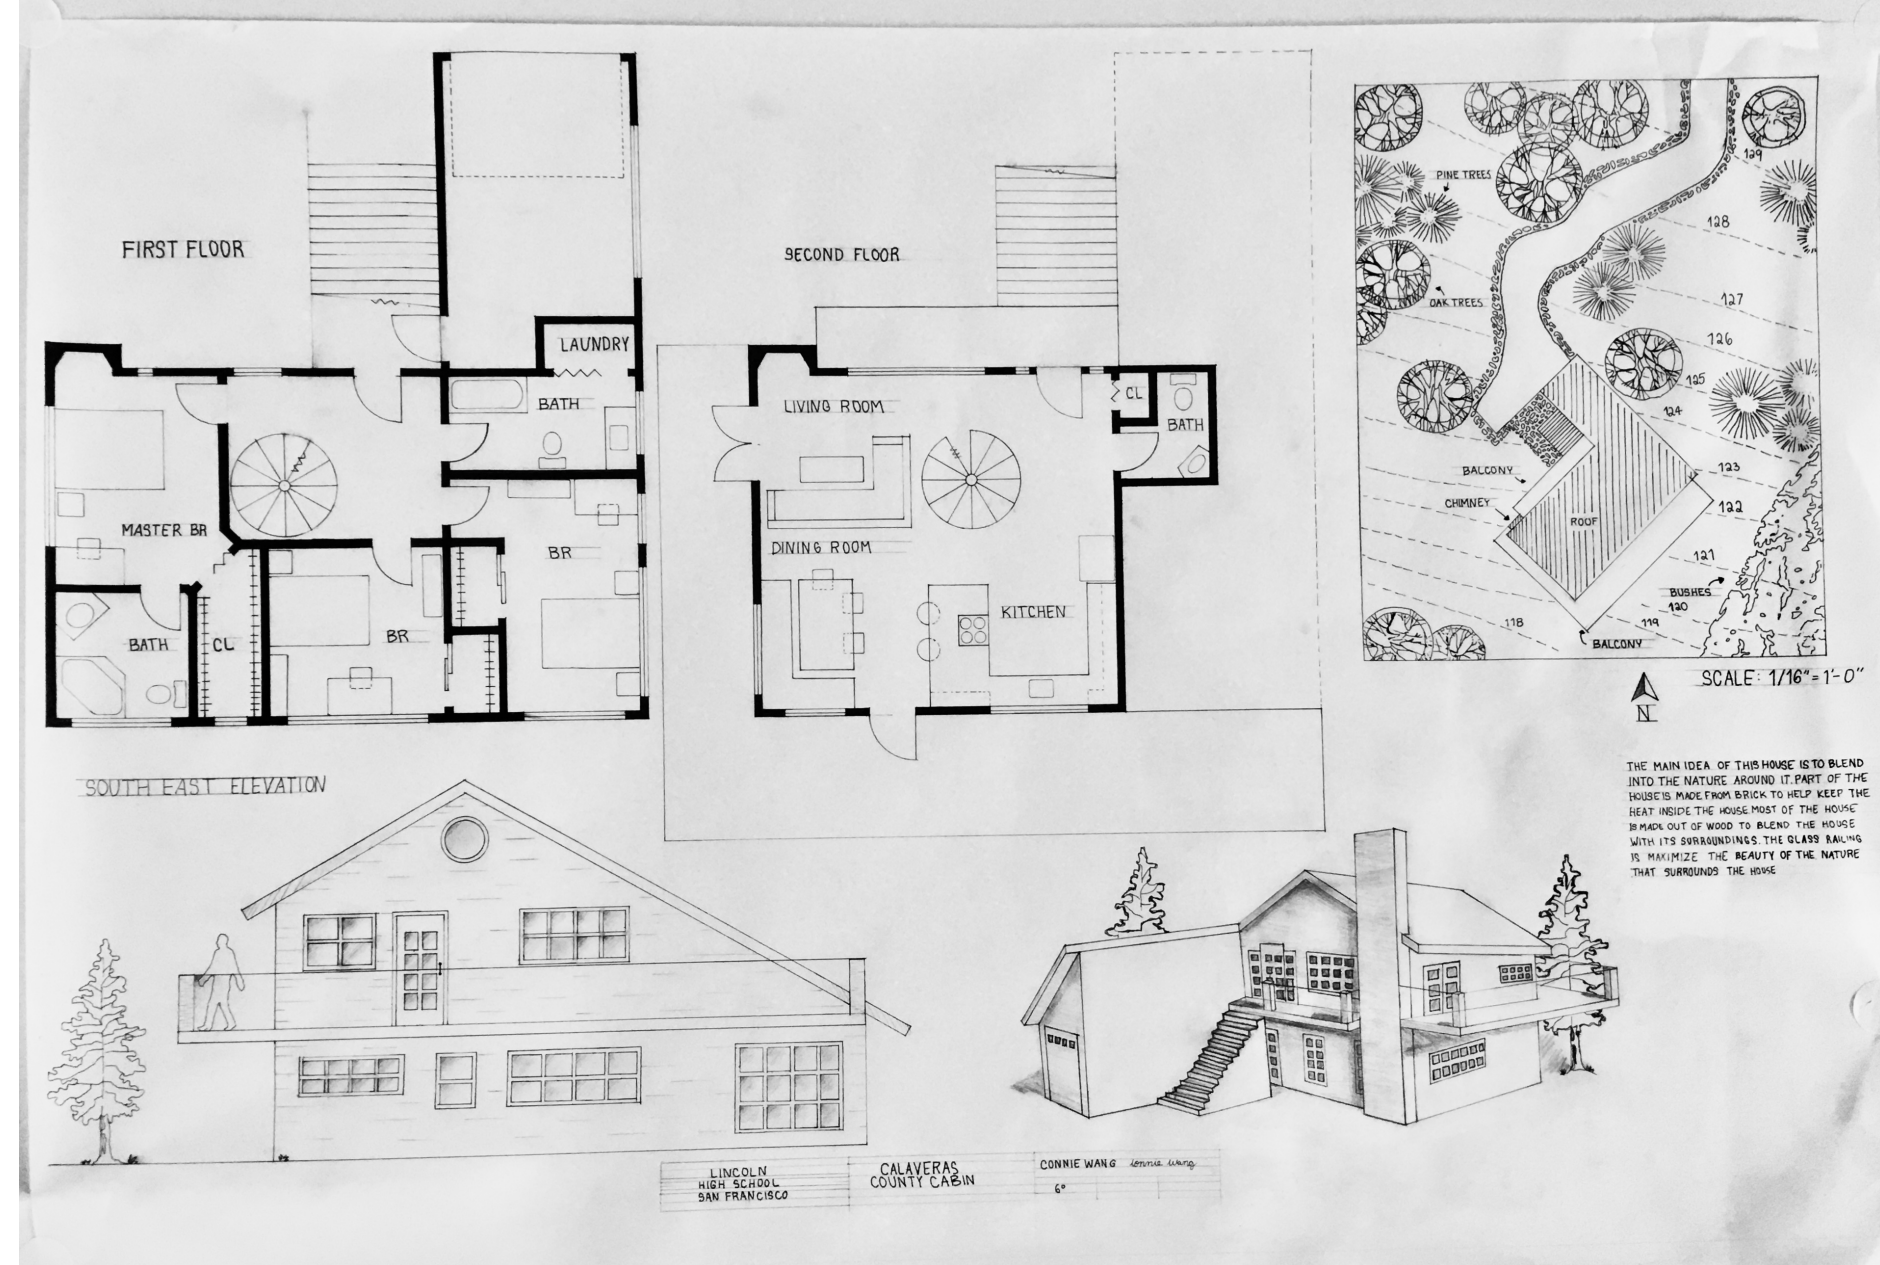 FIRST FLOOR
LAUNDRY
BATH
MASTER BR
BR
BATH
CL
BR
SECOND FLOOR
LIVING ROOM
CL
BATH
DINING ROOM
KITCHEN
PINE TREES
OAK TREES
129
128
127
126
125
124
123
122
121
120
119
118
BALCONY
CHIMNEY
ROOF
BUSHES
BALCONY
N
SCALE: 1/16"=1'-0"
THE MAIN IDEA OF THIS HOUSE IS TO BLEND
INTO THE NATURE AROUND IT. PART OF THE
HOUSE IS MADE FROM BRICK TO HELP KEEP THE
HEAT INSIDE THE HOUSE. MOST OF THE HOUSE
IS MADE OUT OF WOOD TO BLEND THE HOUSE
WITH ITS SURROUNDINGS. THE GLASS RAILING
IS MAXIMIZE THE BEAUTY OF THE NATURE
THAT SURROUNDS THE HOUSE
SOUTH EAST ELEVATION
LINCOLN
HIGH SCHOOL
SAN FRANCISCO
CALAVERAS
COUNTY CABIN
CONNIE WANG connie wang
6°